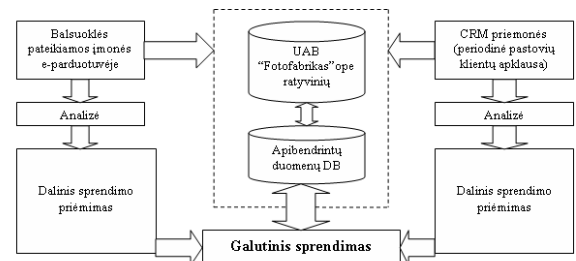 Balsuoklės
pateikiamos įmonės
e-parduotuvėje
Analizė
Dalinis sprendimo
priėmimas
UAB
“Fotofabrikas”ope
ratyvinių
Apibendrintų
duomenų DB
CRM priemonės
(periodinė pastovių
klientų apklausa)
Analizė
Dalinis sprendimo
priėmimas
Galutinis sprendimas